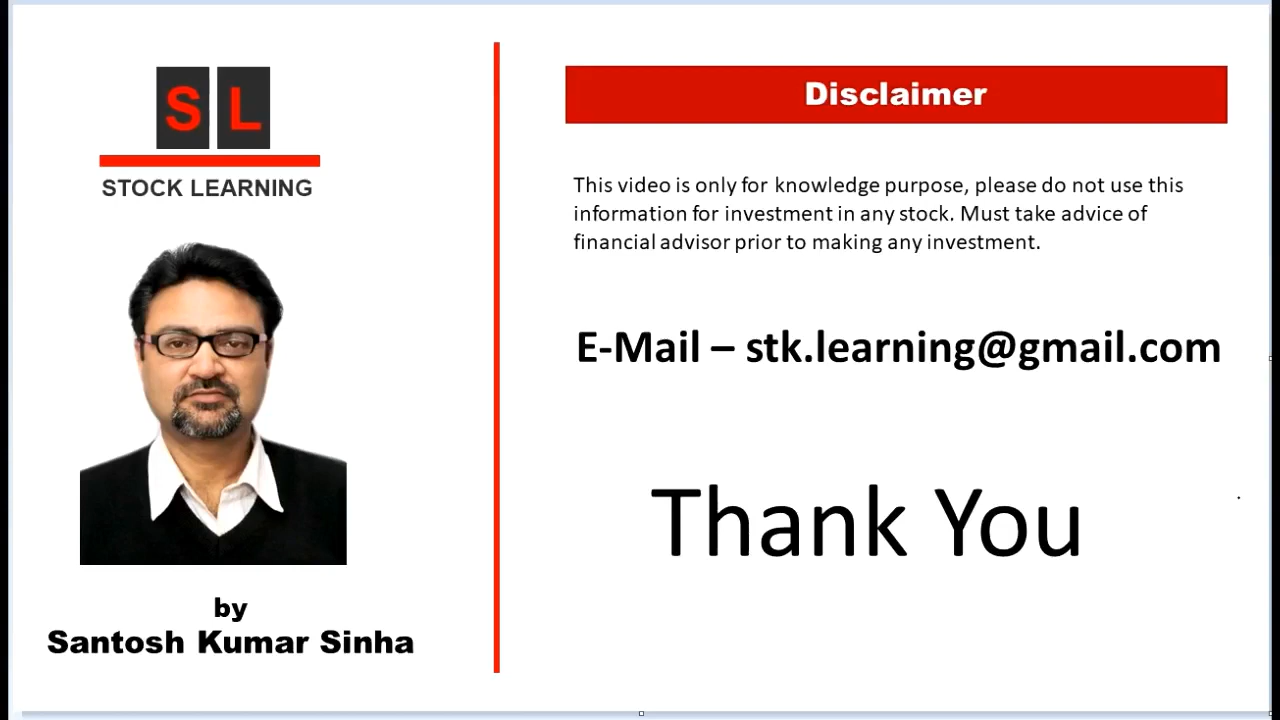 S L
STOCK LEARNING
by
Santosh Kumar Sinha
Disclaimer
This video is only for knowledge purpose, please do not use this
information for investment in any stock. Must take advice of
financial advisor prior to making any investment.
E-Mail – stk.learning@gmail.com
Thank You